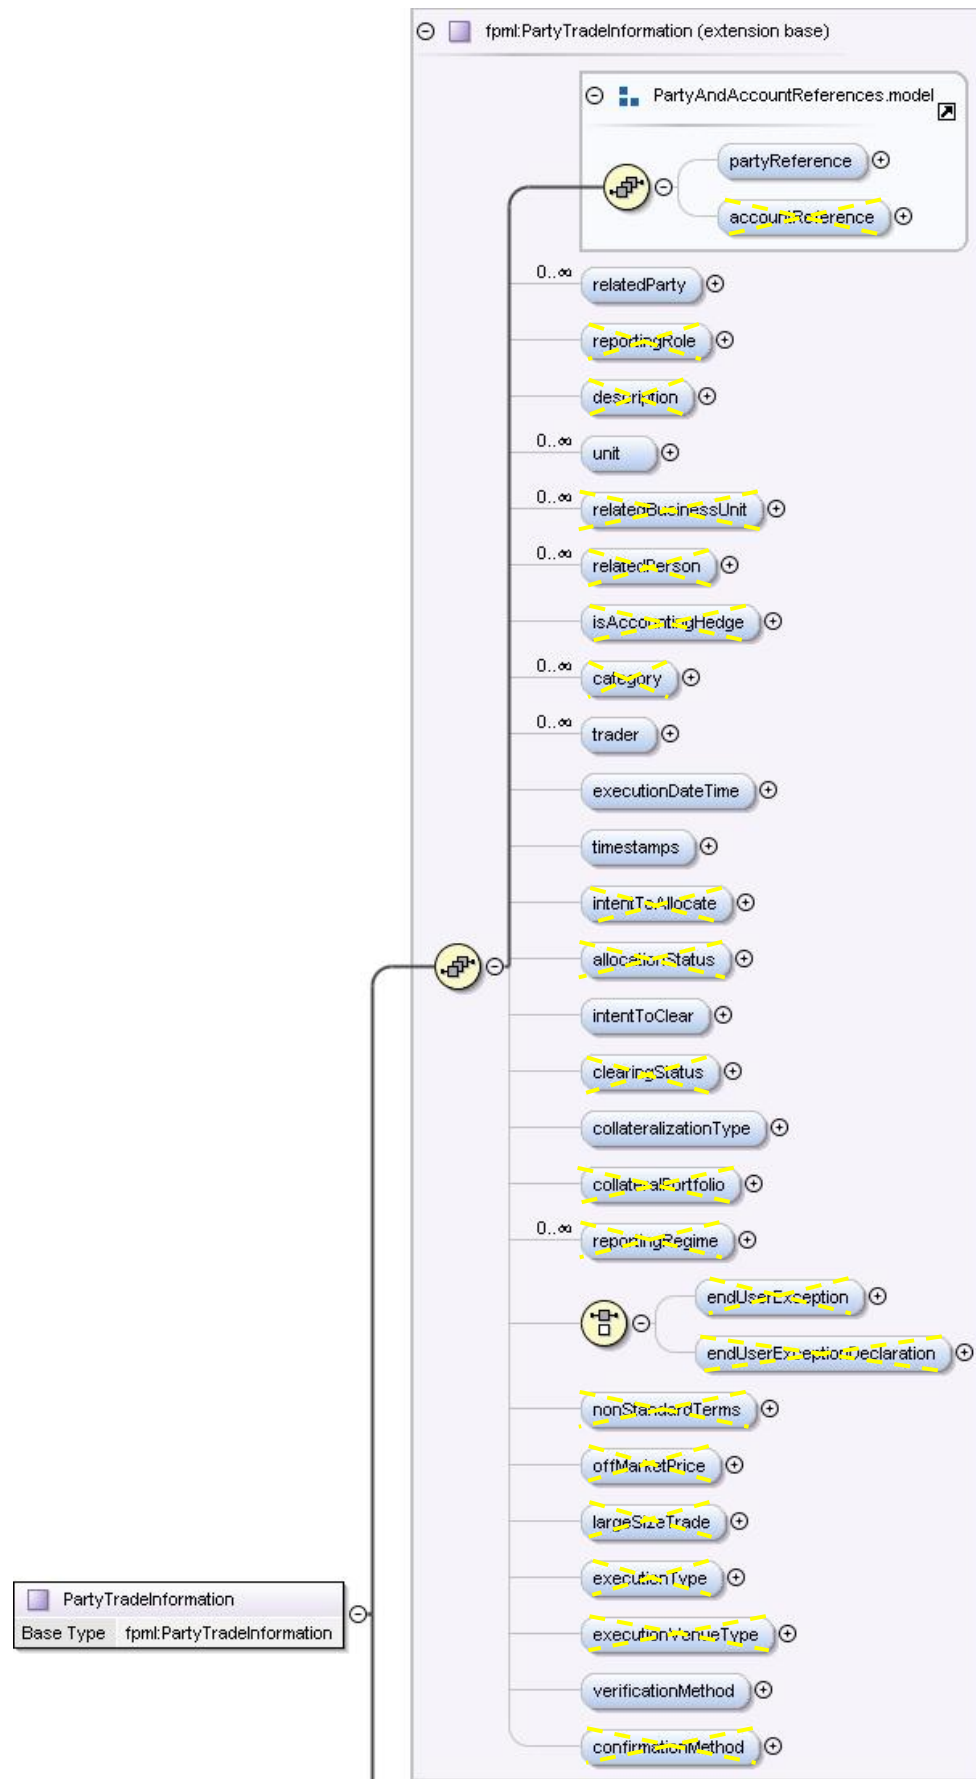 fpml:PartyTradeInformation (extension base)
PartyAndAccountReferences.model
partyReference
accountReference
0..∞
relatedParty
reportingRole
description
0..∞
unit
0..∞
relatedBusinessUnit
0..∞
relatedPerson
isAccountingHedge
0..∞
category
0..∞
trader
executionDateTime
timestamps
intentToAllocate
allocationStatus
intentToClear
clearingStatus
collateralizationType
collateralPortfolio
0..∞
reportingRegime
endUserException
endUserExceptionDeclaration
nonStandardTerms
offMarketPrice
largeSizeTrade
executionType
PartyTradeInformation
Base Type fpml:PartyTradeInformation
executionVenueType
verificationMethod
confirmationMethod